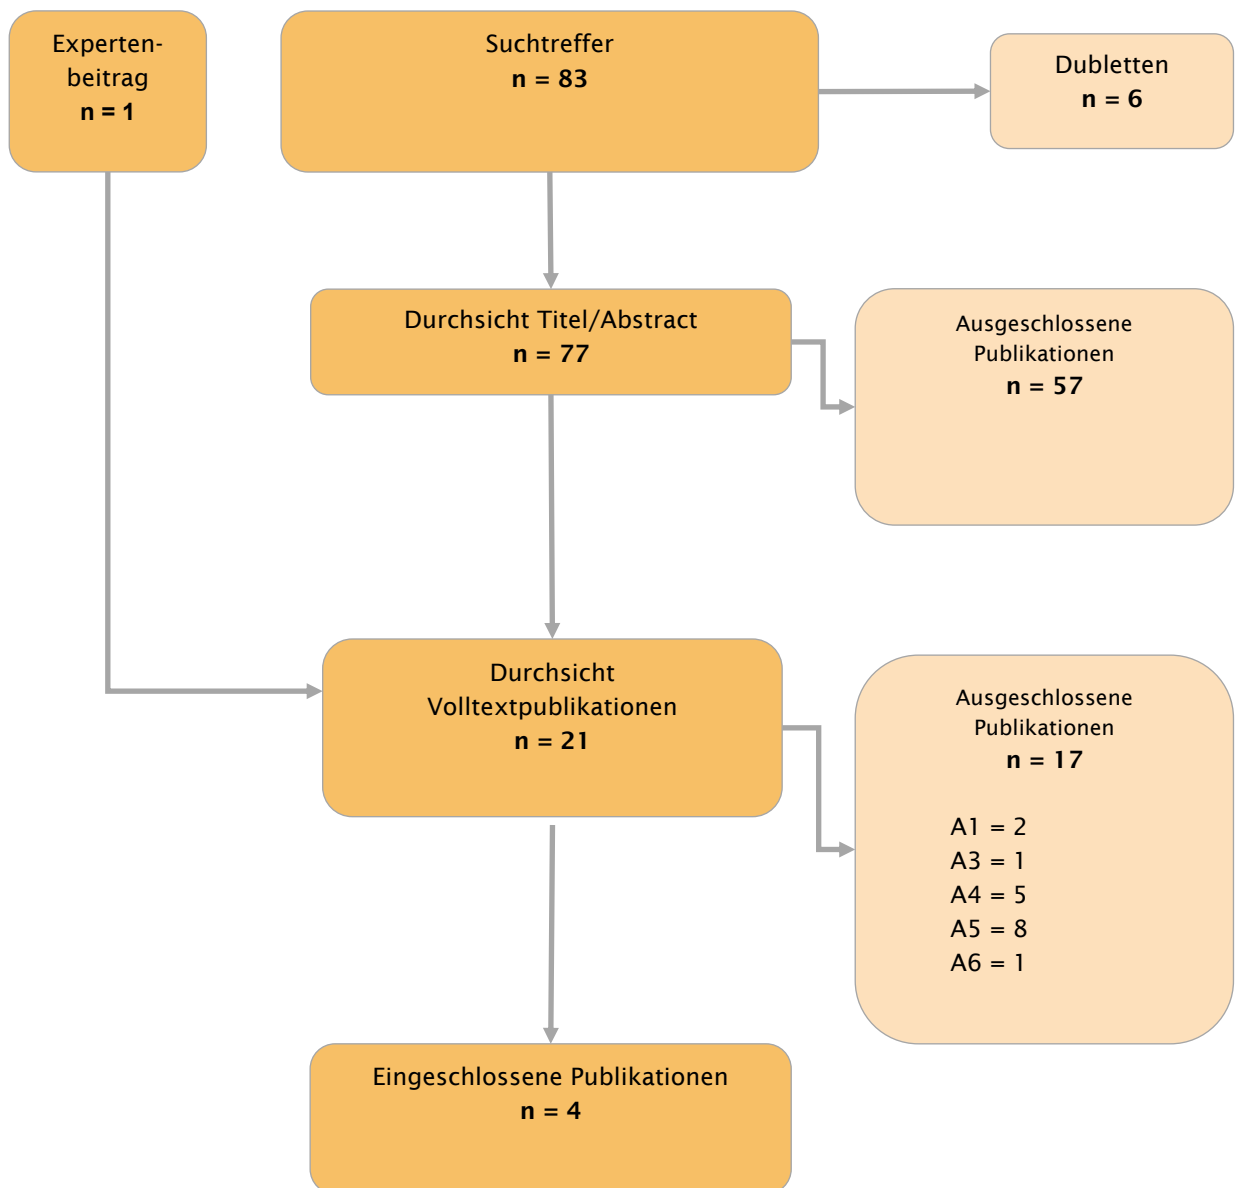 Experten-
beitrag
n = 1
Suchtreffer
n = 83
Dubletten
n = 6
Durchsicht Titel/Abstract
n = 77
Ausgeschlossene
Publikationen
n = 57
Durchsicht
Volltextpublikationen
n = 21
Ausgeschlossene
Publikationen
n = 17
A1 = 2
A3 = 1
A4 = 5
A5 = 8
A6 = 1
Eingeschlossene Publikationen
n = 4